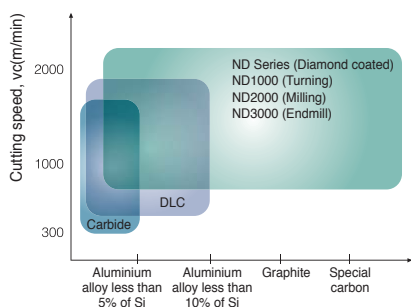 Cutting speed, vc(m/min)
2000
1000
300
ND Series (Diamond coated)
ND1000 (Turning)
ND2000 (Milling)
ND3000 (Endmill)
DLC
Carbide
Aluminium
alloy less than
5% of Si
Aluminium
alloy less than
10% of Si
Graphite
Special
carbon